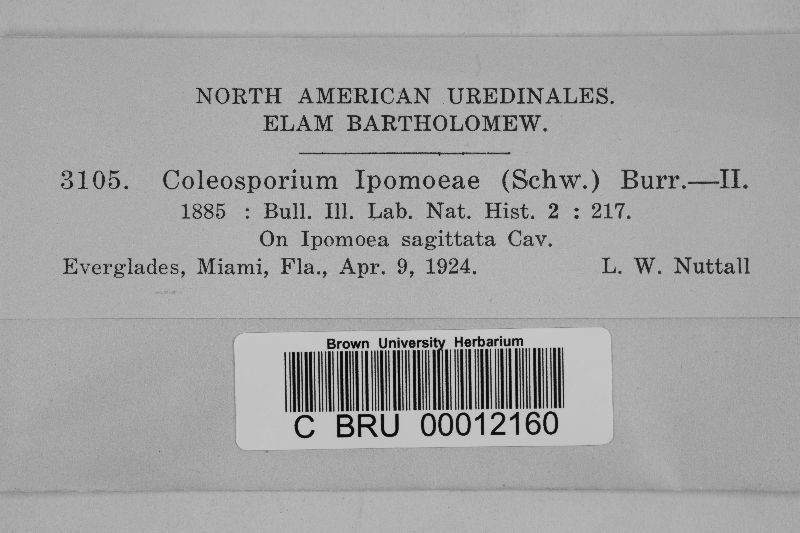 NORTH AMERICAN UREDINALES.
ELAM BARTHOLOMEW.
3105. Coleosporium Ipomoeae (Schw.) Burr.—II.
1885 : Bull. Ill. Lab. Nat. Hist. 2 : 217.
On Ipomoea sagittata Cav.
Everglades, Miami, Fla., Apr. 9, 1924. L. W. Nuttall
Brown University Herbarium
C BRU 00012160